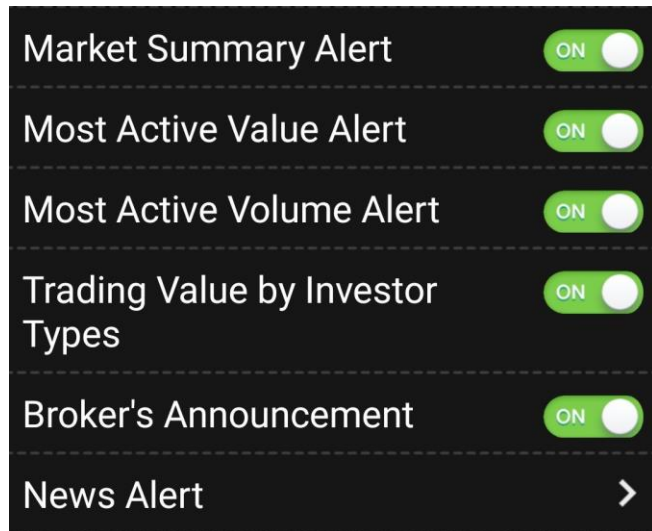 Market Summary Alert ON
Most Active Value Alert ON
Most Active Volume Alert ON
Trading Value by Investor ON
Types
Broker's Announcement ON
News Alert